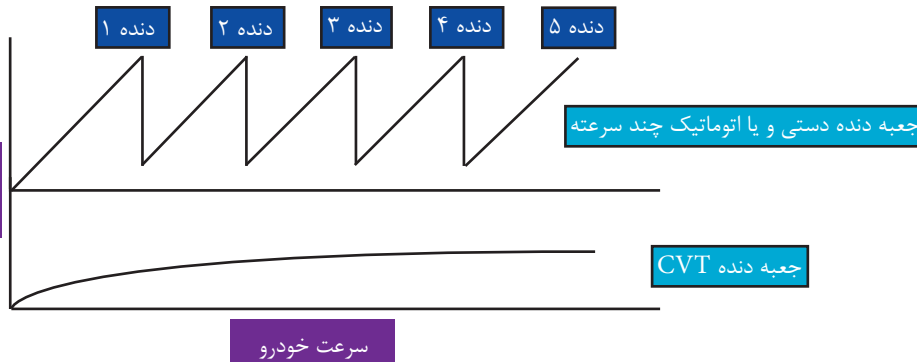 دنده ۱
دنده ۲
دنده ۳
دنده ۴
دنده ۵
جعبه دنده دستی و یا اتوماتیک چند سرعته
جعبه دنده CVT
سرعت خودرو